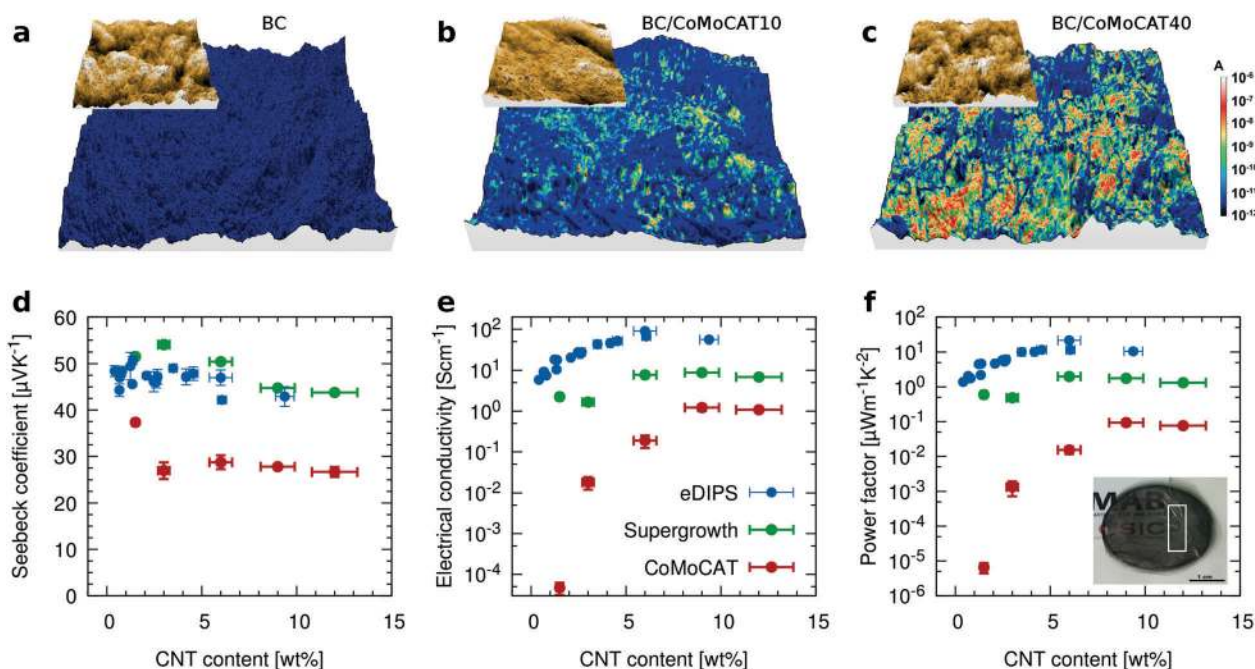 a BC
b BC/CoMoCAT10
c BC/CoMoCAT40
A
10⁻⁶
10⁻⁷
10⁻⁸
10⁻⁹
10⁻¹⁰
10⁻¹¹
10⁻¹²
d
Seebeck coefficient [µVK⁻¹]
60
50
40
30
20
10
0
0 5 10 15
CNT content [wt%]
e
Electrical conductivity [Scm⁻¹]
10²
10¹
10⁰
10⁻¹
10⁻²
10⁻³
10⁻⁴
eDIPS
Supergrowth
CoMoCAT
0 5 10 15
CNT content [wt%]
f
Power factor [µWm⁻¹K⁻²]
10²
10¹
10⁰
10⁻¹
10⁻²
10⁻³
10⁻⁴
10⁻⁵
10⁻⁶
MAB
SIC
1 cm
0 5 10 15
CNT content [wt%]